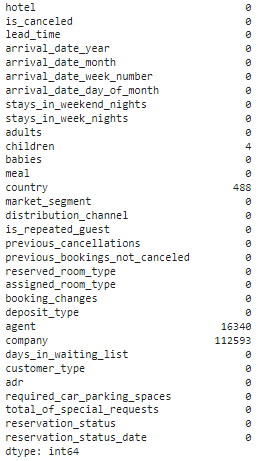 hotel 0
is_canceled 0
lead_time 0
arrival_date_year 0
arrival_date_month 0
arrival_date_week_number 0
arrival_date_day_of_month 0
stays_in_weekend_nights 0
stays_in_week_nights 0
adults 0
children 4
babies 0
meal 0
country 488
market_segment 0
distribution_channel 0
is_repeated_guest 0
previous_cancellations 0
previous_bookings_not_canceled 0
reserved_room_type 0
assigned_room_type 0
booking_changes 0
deposit_type 0
agent 16340
company 112593
days_in_waiting_list 0
customer_type 0
adr 0
required_car_parking_spaces 0
total_of_special_requests 0
reservation_status 0
reservation_status_date 0
dtype: int64